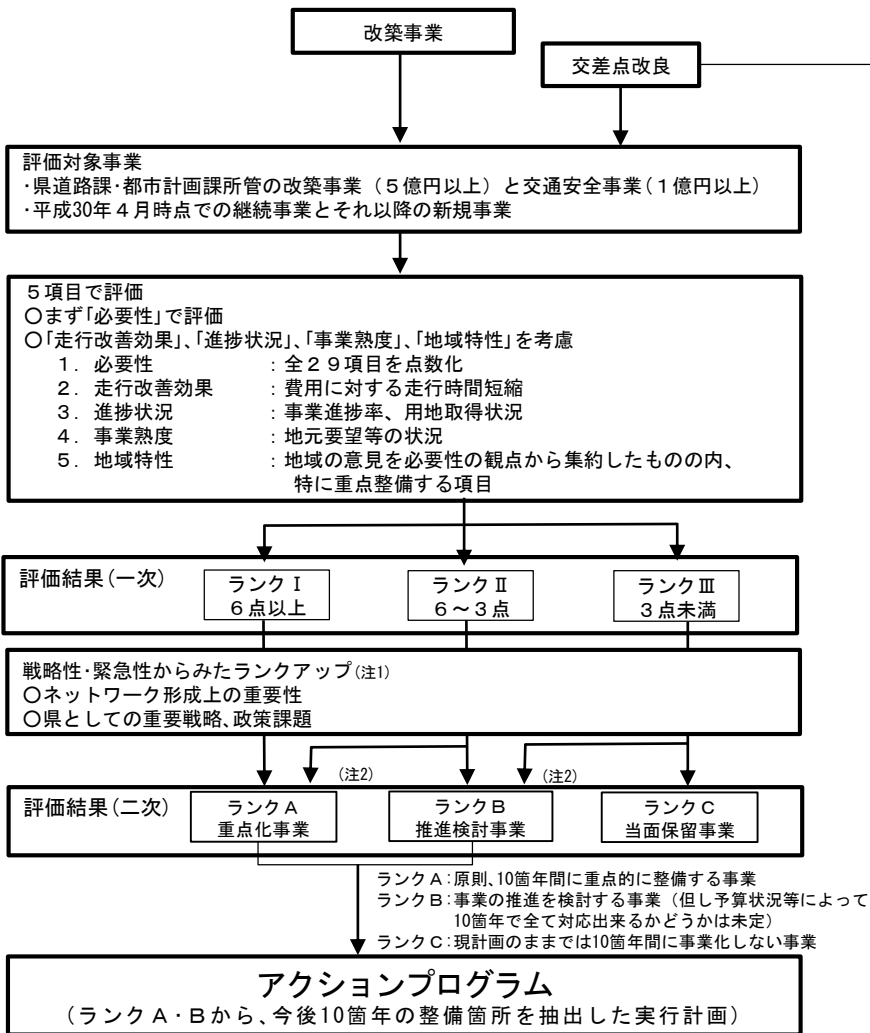 改築事業
交差点改良
評価対象事業
･県道路課･都市計画課所管の改築事業（５億円以上）と交通安全事業(１億円以上)
･平成30年４月時点での継続事業とそれ以降の新規事業
５項目で評価
○まず｢必要性｣で評価
○｢走行改善効果｣､｢進捗状況｣､｢事業熟度｣､｢地域特性｣を考慮
１．必要性　：全２９項目を点数化
２．走行改善効果　：費用に対する走行時間短縮
３．進捗状況　：事業進捗率、用地取得状況
４．事業熟度　：地元要望等の状況
５．地域特性　：地域の意見を必要性の観点から集約したものの内、
特に重点整備する項目
評価結果(一次)
ランクⅠ
６点以上
ランクⅡ
６～３点
ランクⅢ
３点未満
戦略性･緊急性からみたランクアップ(注1)
○ネットワーク形成上の重要性
○県としての重要戦略､政策課題
(注2)
(注2)
評価結果(二次)
ランクＡ
重点化事業
ランクＢ
推進検討事業
ランクＣ
当面保留事業
ランクＡ:原則､10箇年間に重点的に整備する事業
ランクＢ:事業の推進を検討する事業（但し予算状況等によって
10箇年で全て対応出来るかどうかは未定）
ランクＣ:現計画のままでは10箇年間に事業化しない事業
アクションプログラム
（ランクＡ･Ｂから､今後10箇年の整備箇所を抽出した実行計画）